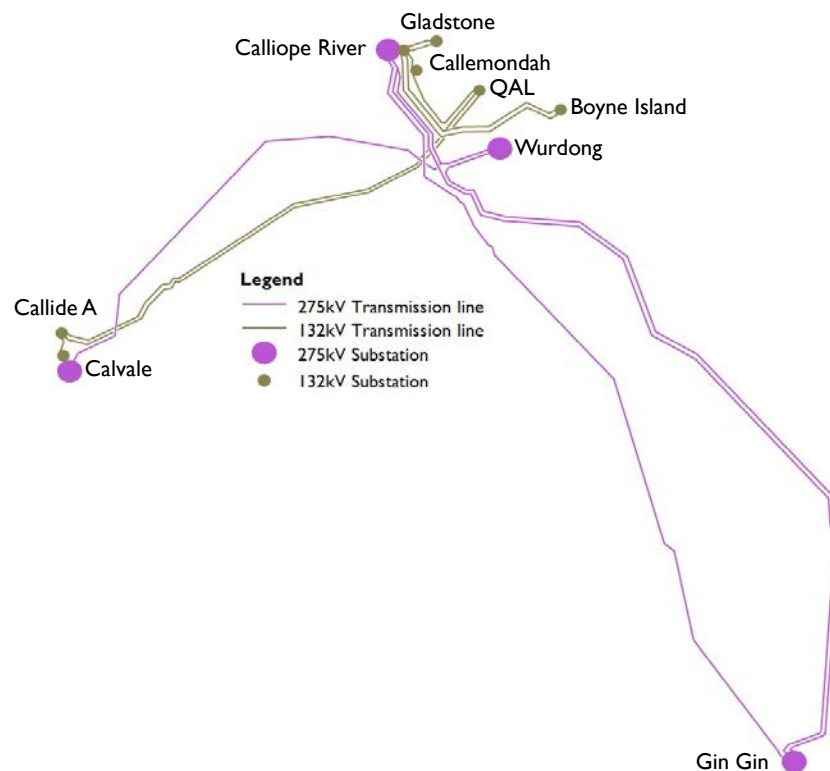 Gladstone
Calliope River
Callemondah
QAL
Boyne Island
Wurdong
Legend
275kV Transmission line
132kV Transmission line
275kV Substation
132kV Substation
Callide A
Calvale
Gin Gin